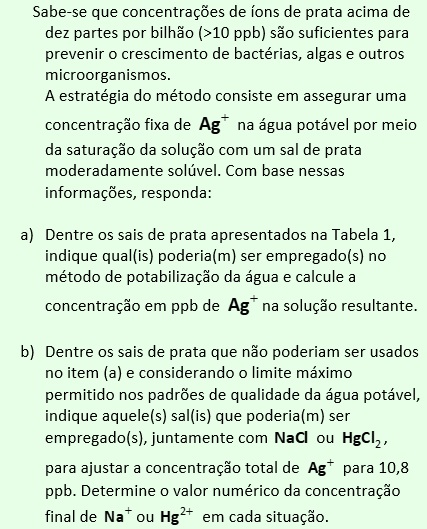 Sabe-se que concentrações de íons de prata acima de
dez partes por bilhão (>10 ppb) são suficientes para
prevenir o crescimento de bactérias, algas e outros
microorganismos.
A estratégia do método consiste em assegurar uma
concentração fixa de Ag⁺ na água potável por meio
da saturação da solução com um sal de prata
moderadamente solúvel. Com base nessas
informações, responda:
a) Dentre os sais de prata apresentados na Tabela 1,
indique qual(is) poderia(m) ser empregado(s) no
método de potabilização da água e calcule a
concentração em ppb de Ag⁺ na solução resultante.
b) Dentre os sais de prata que não poderiam ser usados
no item (a) e considerando o limite máximo
permitido nos padrões de qualidade da água potável,
indique aquele(s) sal(is) que poderia(m) ser
empregado(s), juntamente com NaCl ou HgCl₂,
para ajustar a concentração total de Ag⁺ para 10,8
ppb. Determine o valor numérico da concentração
final de Na⁺ ou Hg²⁺ em cada situação.